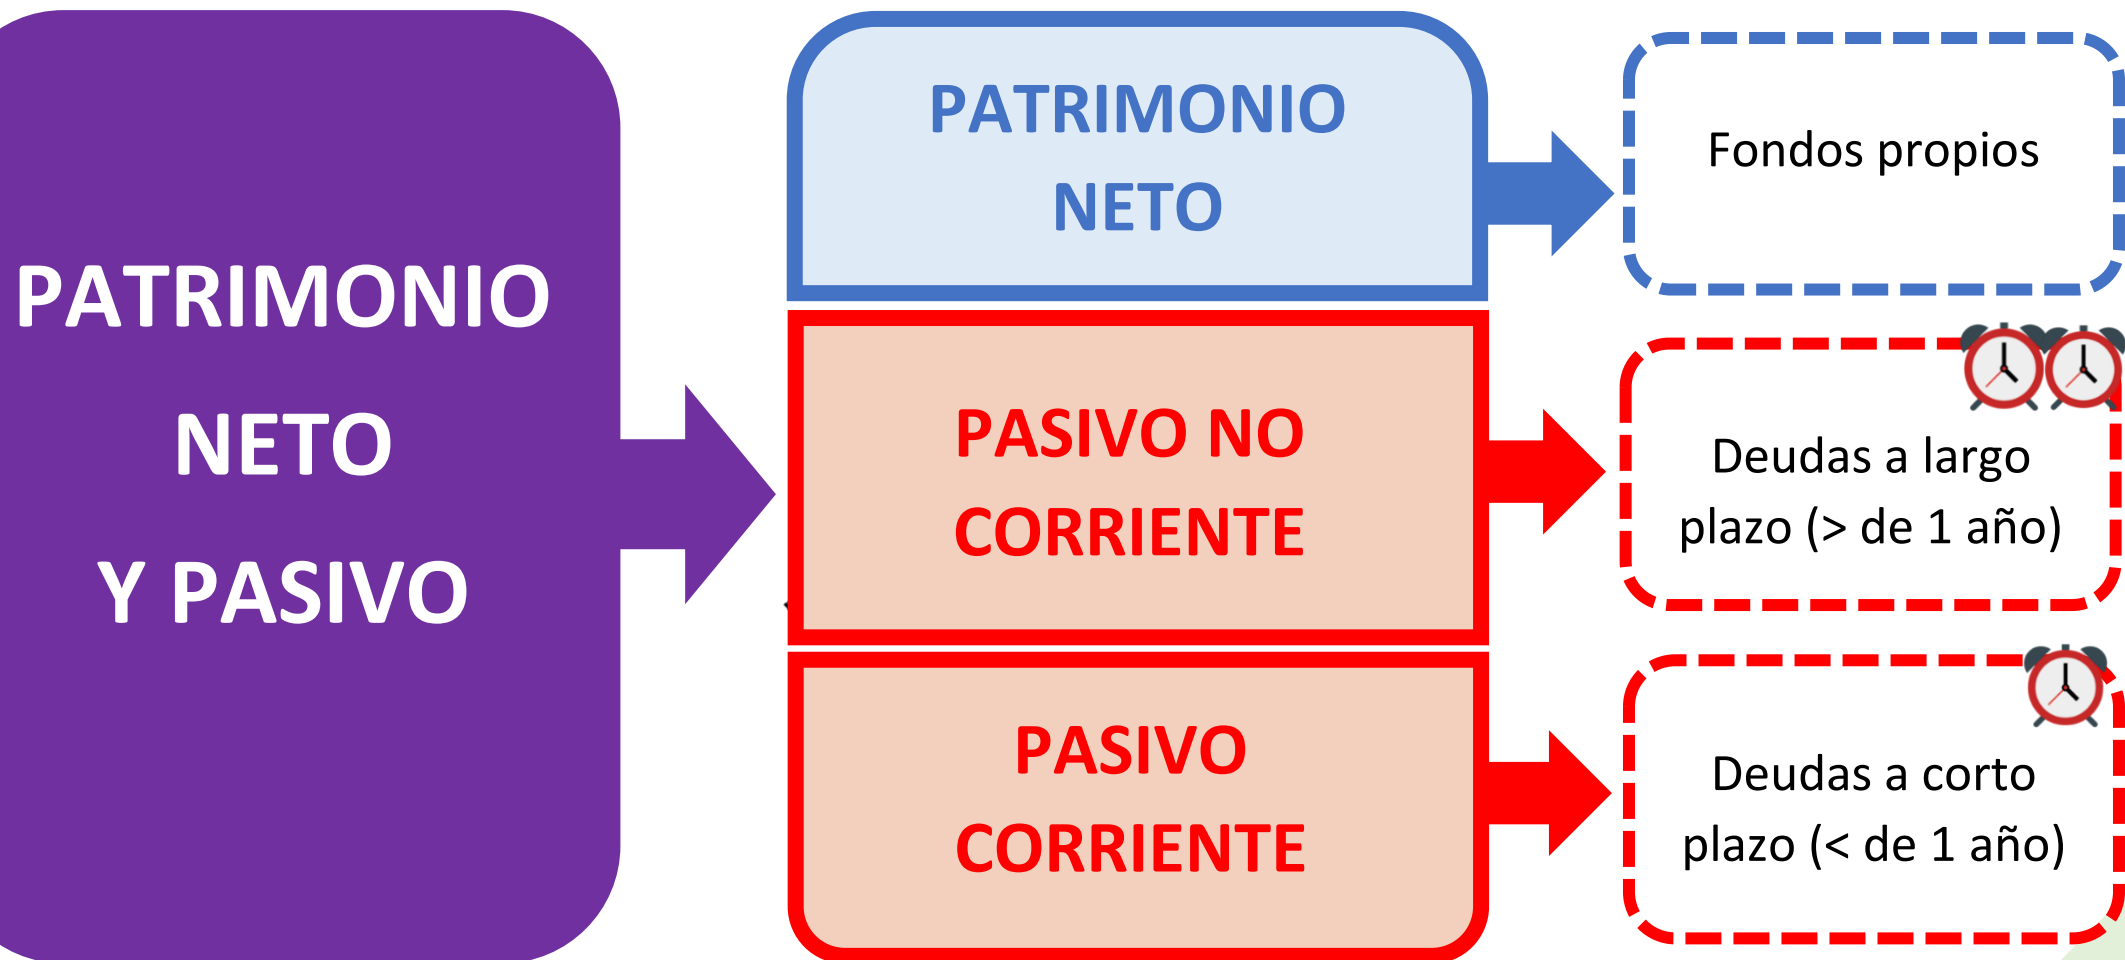 PATRIMONIO
NETO
Y PASIVO
PATRIMONIO
NETO
Fondos propios
PASIVO NO
CORRIENTE
Deudas a largo
plazo (> de 1 año)
PASIVO
CORRIENTE
Deudas a corto
plazo (< de 1 año)